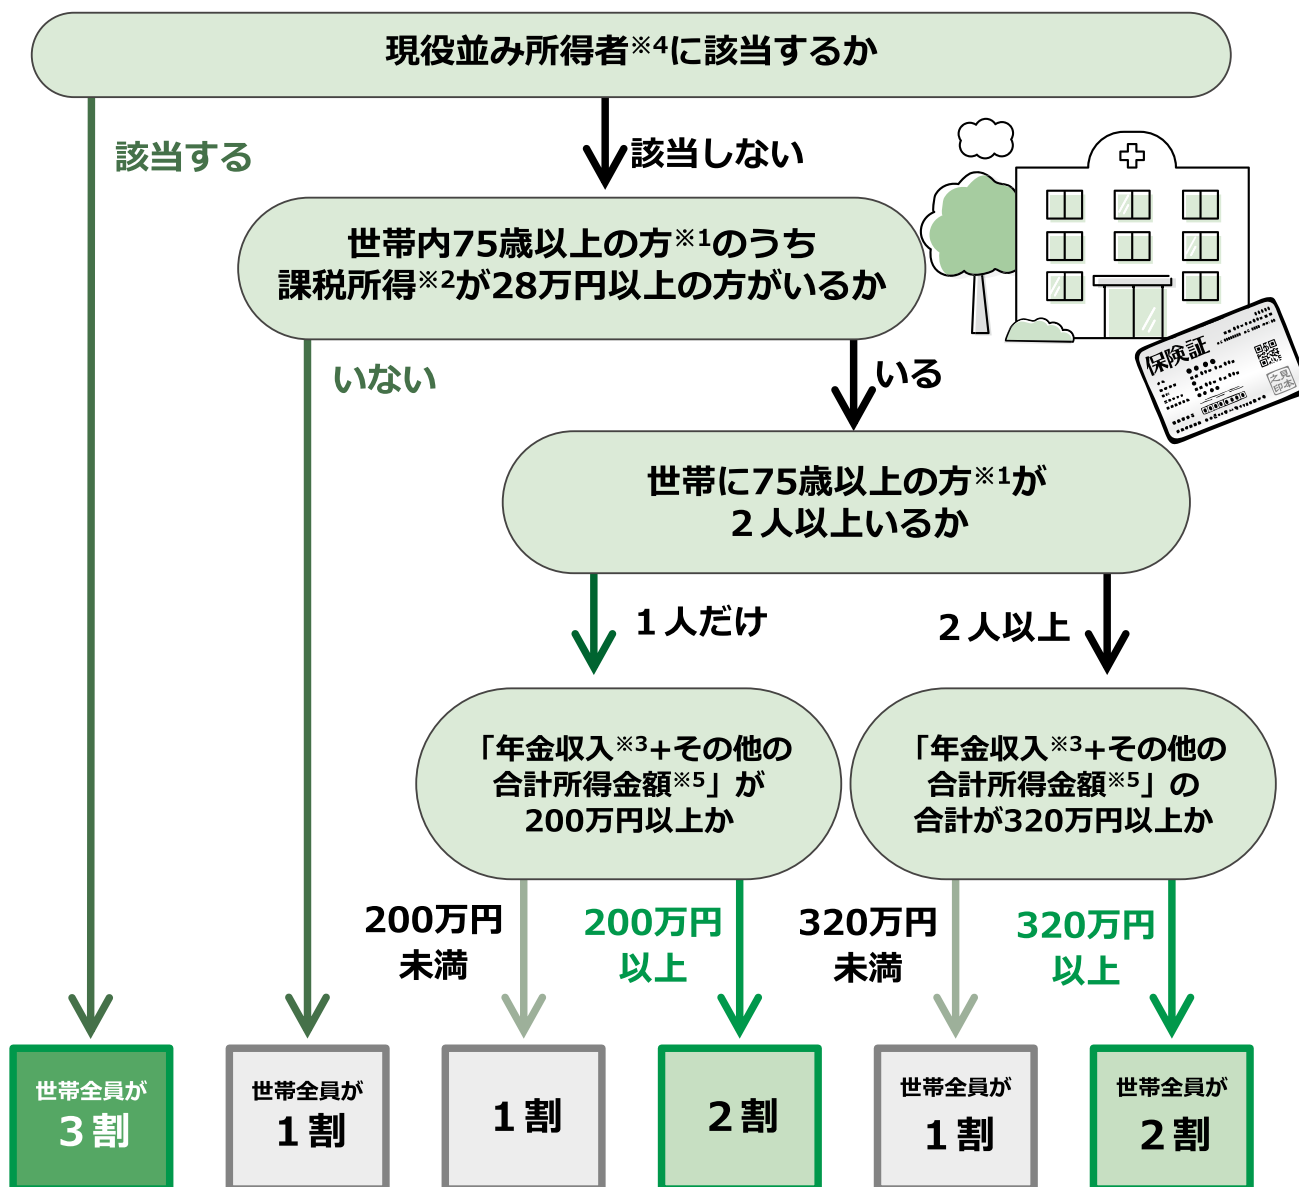 現役並み所得者※4に該当するか
該当する
該当しない
世帯内75歳以上の方※1のうち
課税所得※2が28万円以上の方がいるか
保険証
見本
之印
いない
いる
世帯に75歳以上の方※1が
２人以上いるか
１人だけ
２人以上
「年金収入※3+その他の
合計所得金額※5」が
200万円以上か
「年金収入※3+その他の
合計所得金額※5」の
合計が320万円以上か
200万円
未満
200万円
以上
320万円
未満
320万円
以上
世帯全員が
３割
世帯全員が
１割
１割
２割
世帯全員が
１割
世帯全員が
２割